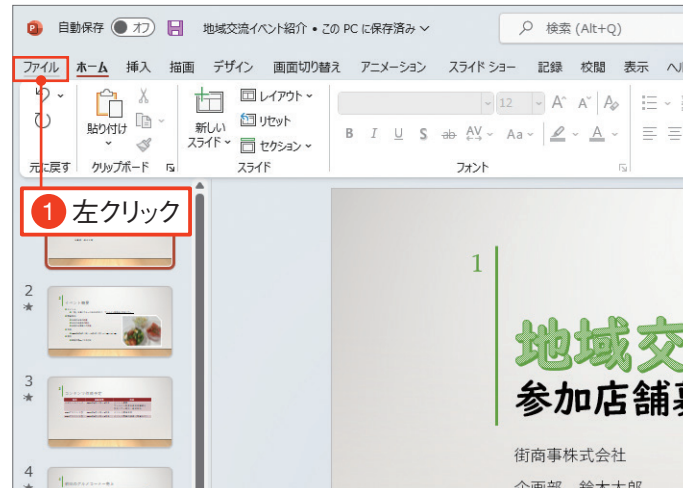 自動保存 オフ 地域交流イベント紹介 • この PC に保存済み 検索 (Alt+Q)
ファイル ホーム 挿入 描画 デザイン 画面切り替え アニメーション スライド ショー 記録 校閲 表示
貼り付け
新しい
スライド
レイアウト
リセット
セクション
12
B I U S ab AV Aa A
元に戻す クリップボード スライド フォント
1 左クリック
2
3
4
1
地域交
参加店舗
街商事株式会社
企画部 鈴木太郎